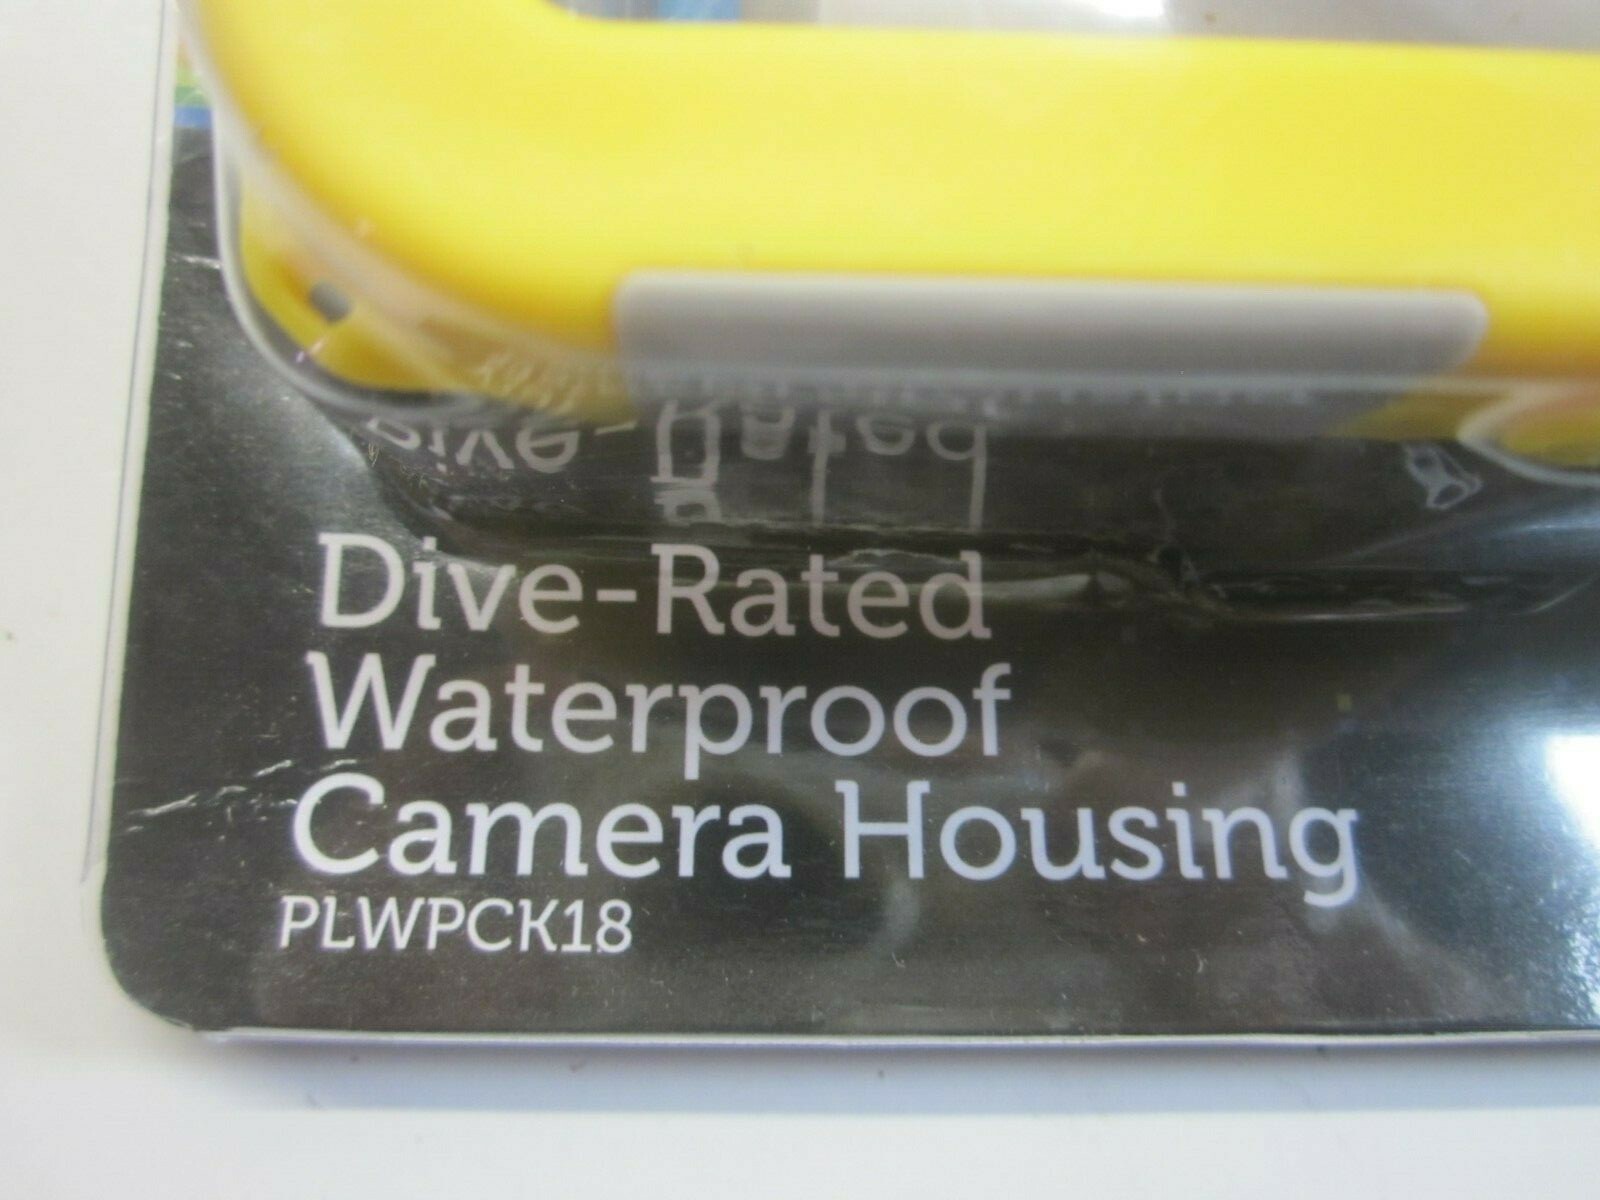 Dive-Rated
Waterproof
Camera Housing
PLWPCK18